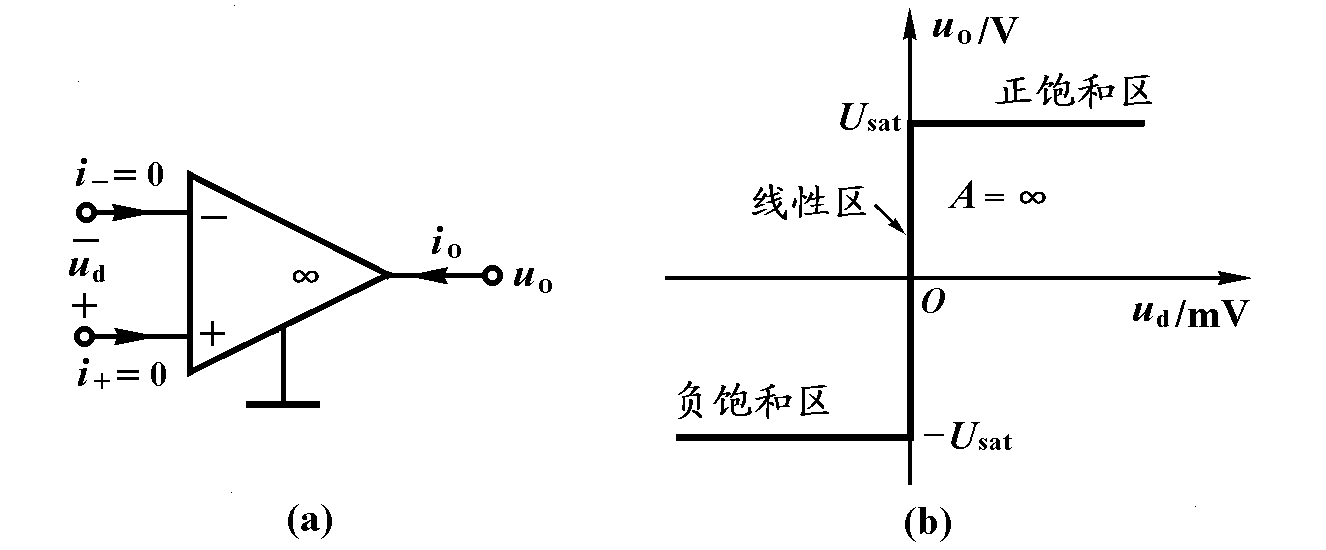 i₋ = 0
−
−
u_d
∞
i_o
u_o
+
+
i₊ = 0
(a)
u_o/V
正饱和区
U_sat
线性区
A = ∞
O
u_d/mV
负饱和区
−U_sat
(b)